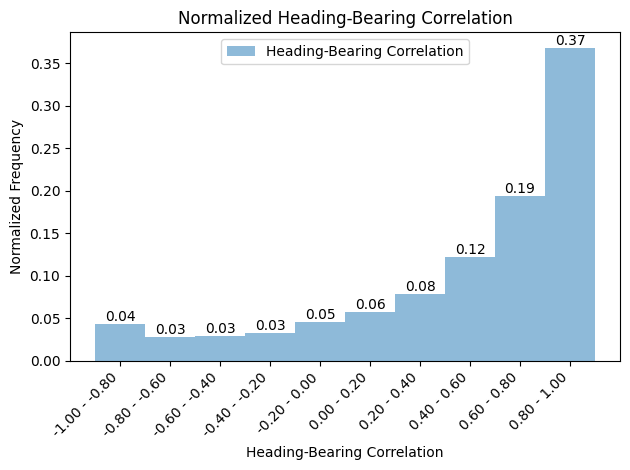 Normalized Heading-Bearing Correlation
Heading-Bearing Correlation
Normalized Frequency
0.35
0.30
0.25
0.20
0.15
0.10
0.05
0.00
0.04
0.03
0.03
0.03
0.05
0.06
0.08
0.12
0.19
0.37
-1.00 - -0.80
-0.80 - -0.60
-0.60 - -0.40
-0.40 - -0.20
-0.20 - 0.00
0.00 - 0.20
0.20 - 0.40
0.40 - 0.60
0.60 - 0.80
0.80 - 1.00
Heading-Bearing Correlation